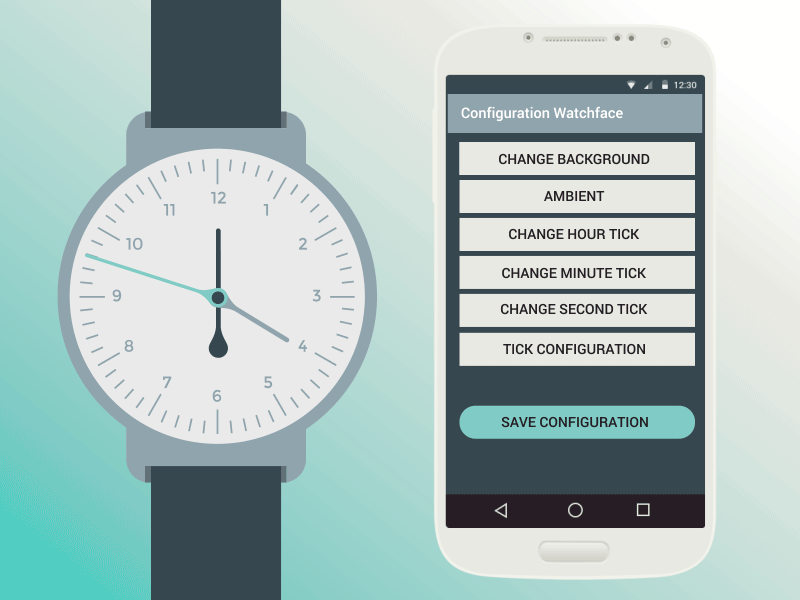 12
11
1
10
2
9
3
8
4
7
5
6
12:30
Configuration Watchface
CHANGE BACKGROUND
AMBIENT
CHANGE HOUR TICK
CHANGE MINUTE TICK
CHANGE SECOND TICK
TICK CONFIGURATION
SAVE CONFIGURATION